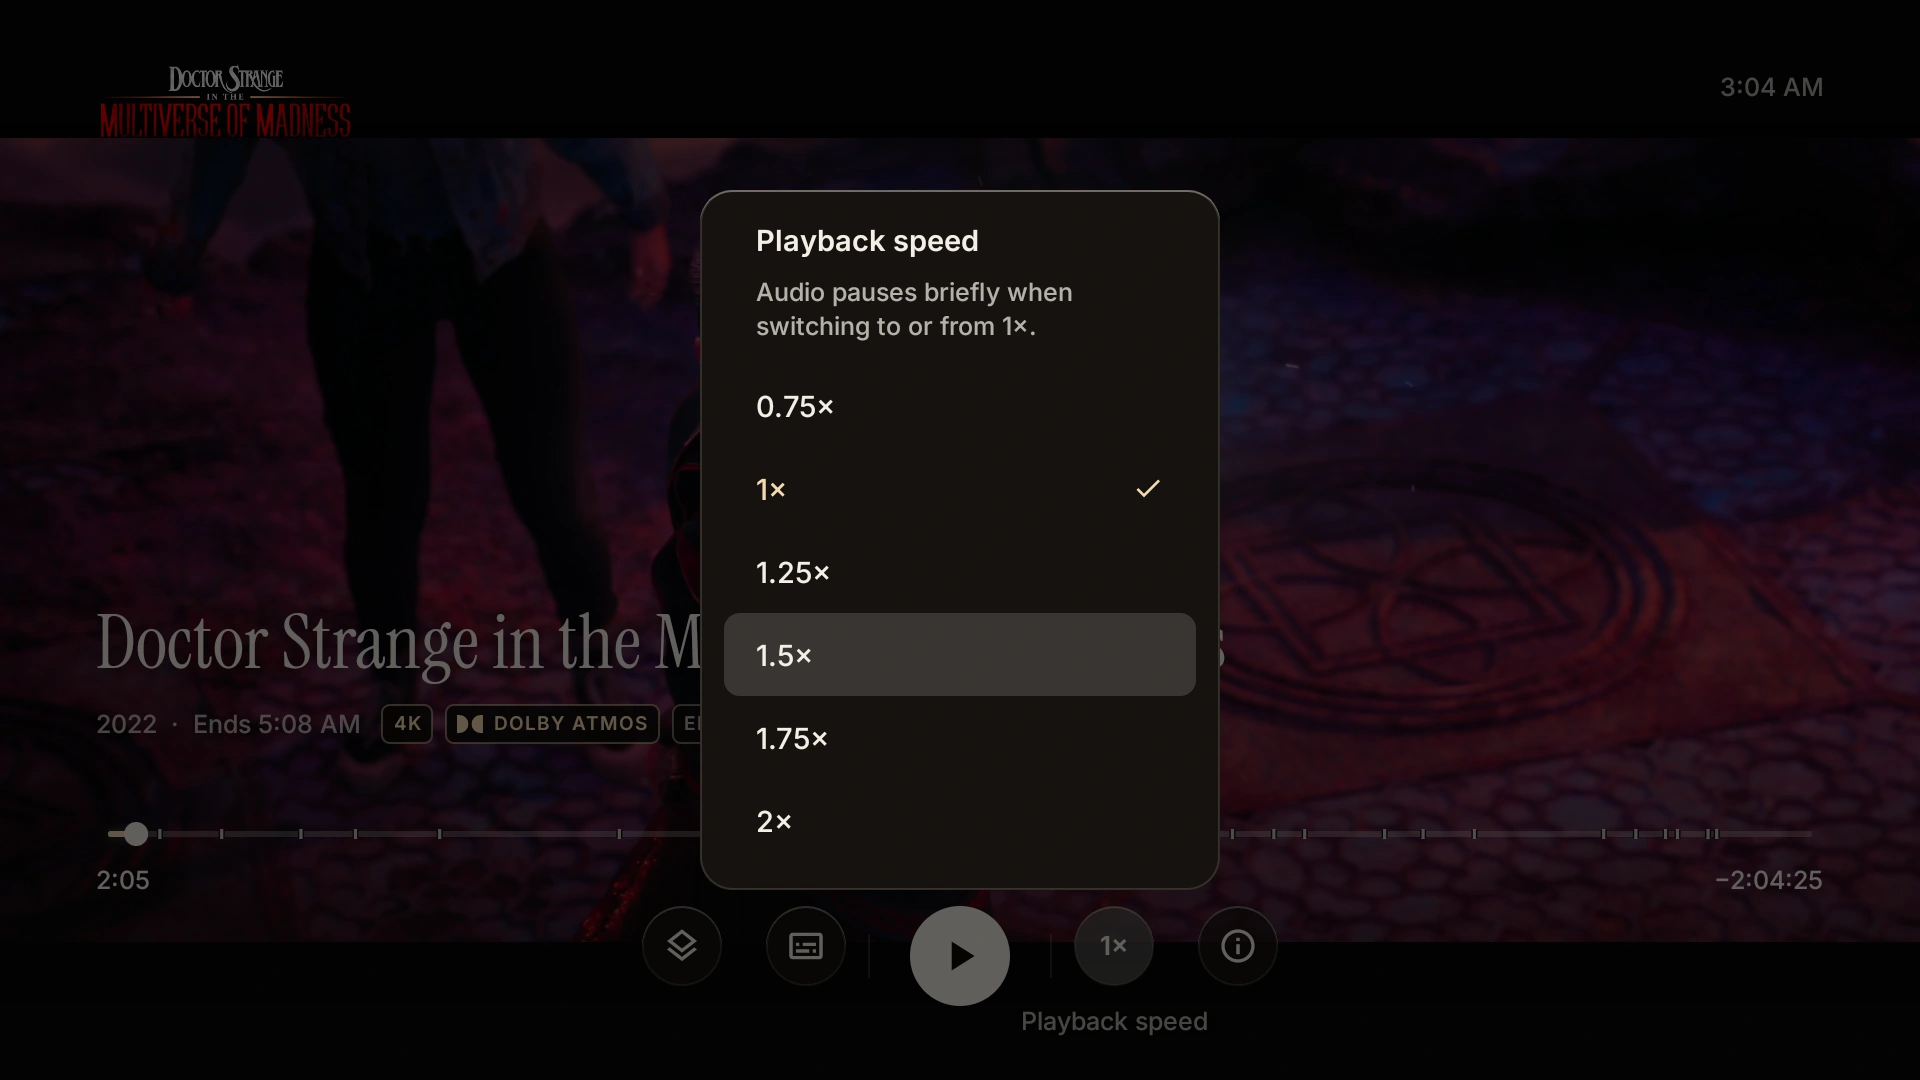 DOCTOR STRANGE
IN THE
MULTIVERSE OF MADNESS
3:04 AM
Playback speed
Audio pauses briefly when
switching to or from 1×.
0.75×
1×
1.25×
1.5×
1.75×
2×
Doctor Strange in the
2022 · Ends 5:08 AM 4K DOLBY ATMOS
2:05
−2:04:25
1×
Playback speed